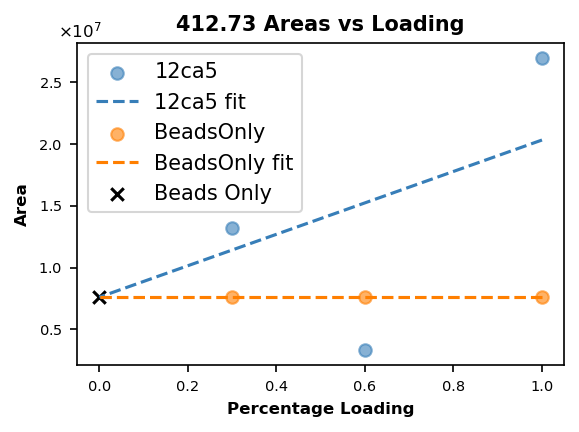 412.73 Areas vs Loading
×10⁷
12ca5
12ca5 fit
BeadsOnly
BeadsOnly fit
Beads Only
2.5
2.0
1.5
1.0
0.5
Area
0.0 0.2 0.4 0.6 0.8 1.0
Percentage Loading